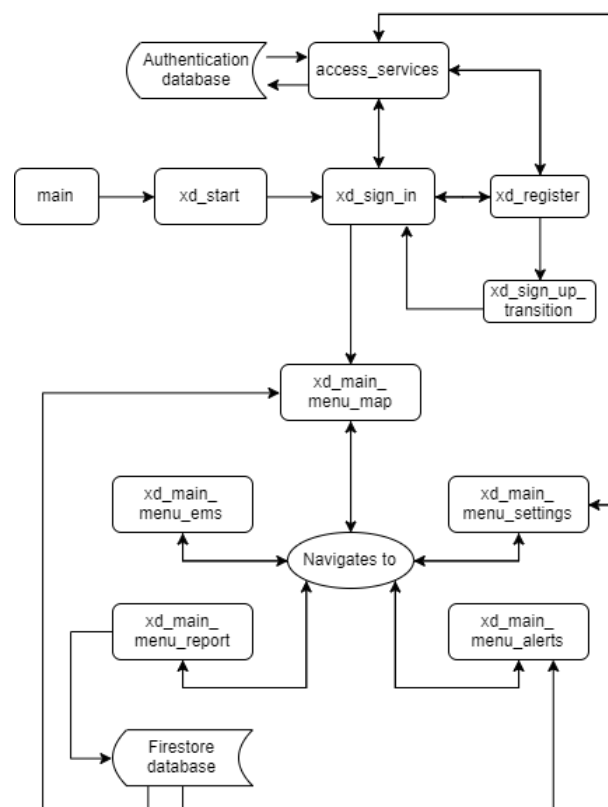 Authentication
database
access_services
main
xd_start
xd_sign_in
xd_register
xd_sign_up_
transition
xd_main_
menu_map
xd_main_
menu_ems
xd_main_
menu_settings
Navigates to
xd_main_
menu_report
xd_main_
menu_alerts
Firestore
database